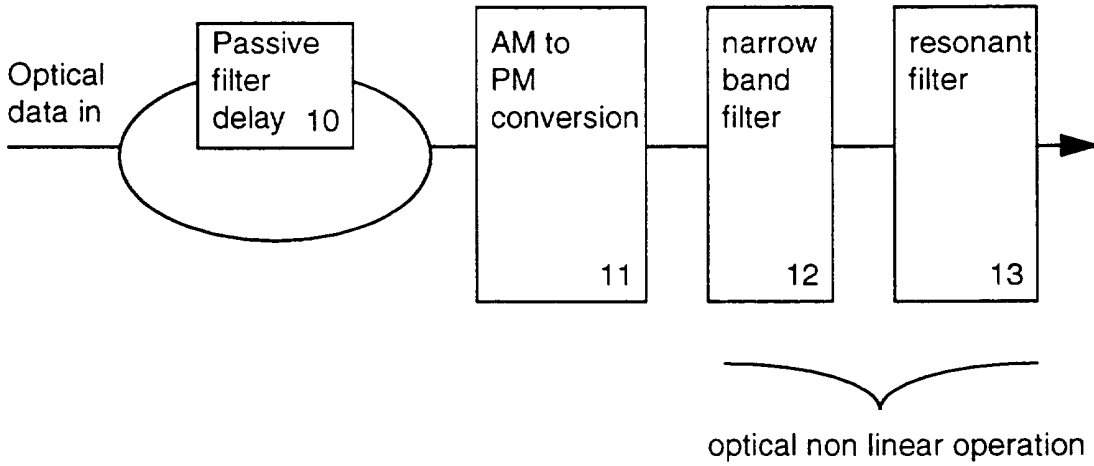 Optical
data in
Passive
filter
delay 10
AM to
PM
conversion
11
narrow
band
filter
12
resonant
filter
13
optical non linear operation